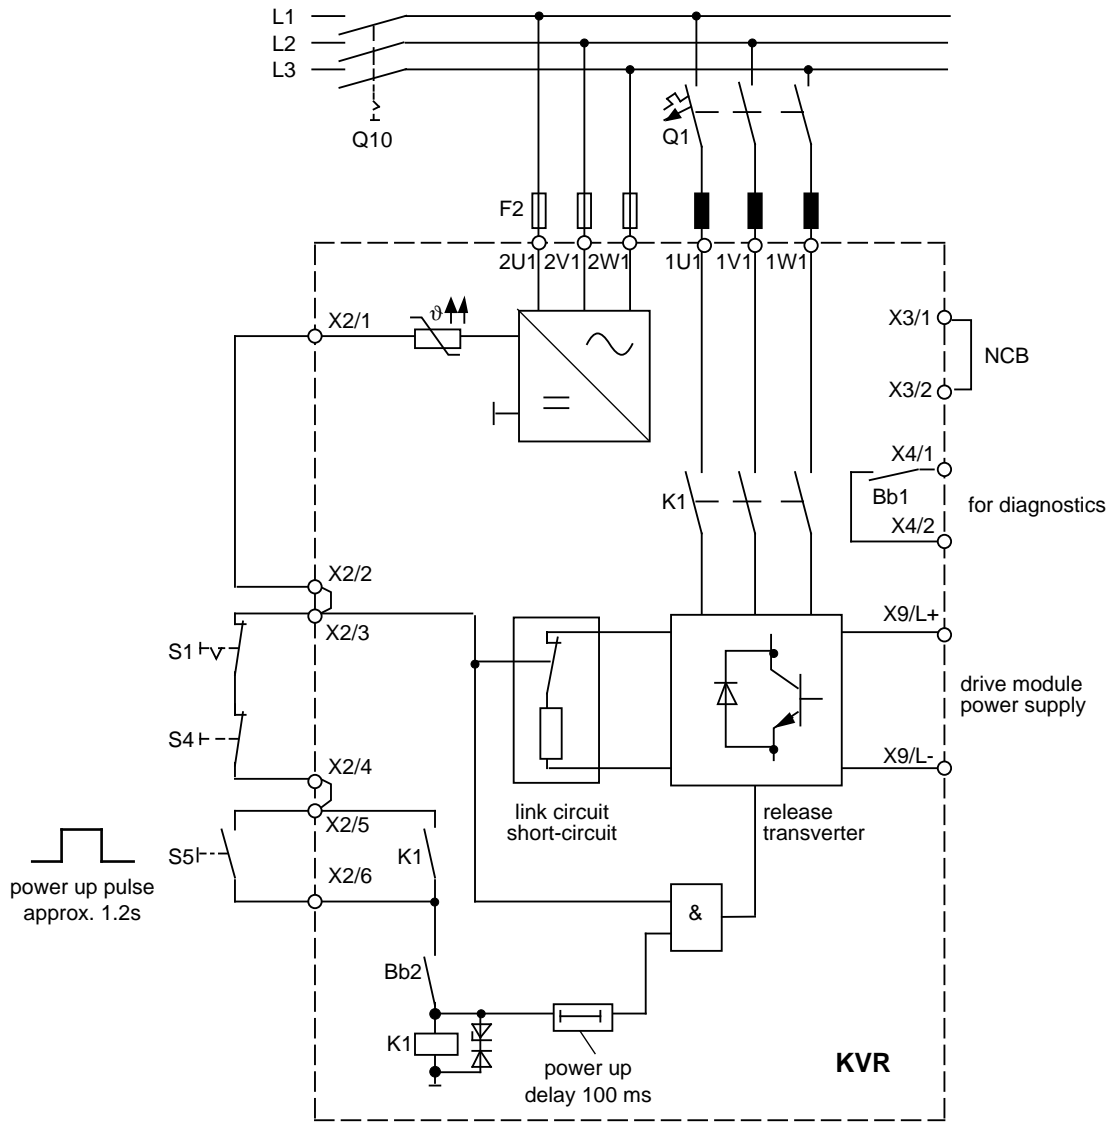 L1
L2
L3
Q10
Q1
F2
2U1 2V1 2W1 1U1 1V1 1W1
X2/1
ϑ
X3/1
NCB
X3/2
X4/1
K1
Bb1
for diagnostics
X4/2
X2/2
X2/3
X9/L+
S1
drive module
power supply
S4
X2/4
X9/L-
link circuit
short-circuit
release
transverter
X2/5
S5
K1
X2/6
power up pulse
approx. 1.2s
&
Bb2
K1
power up
delay 100 ms
KVR